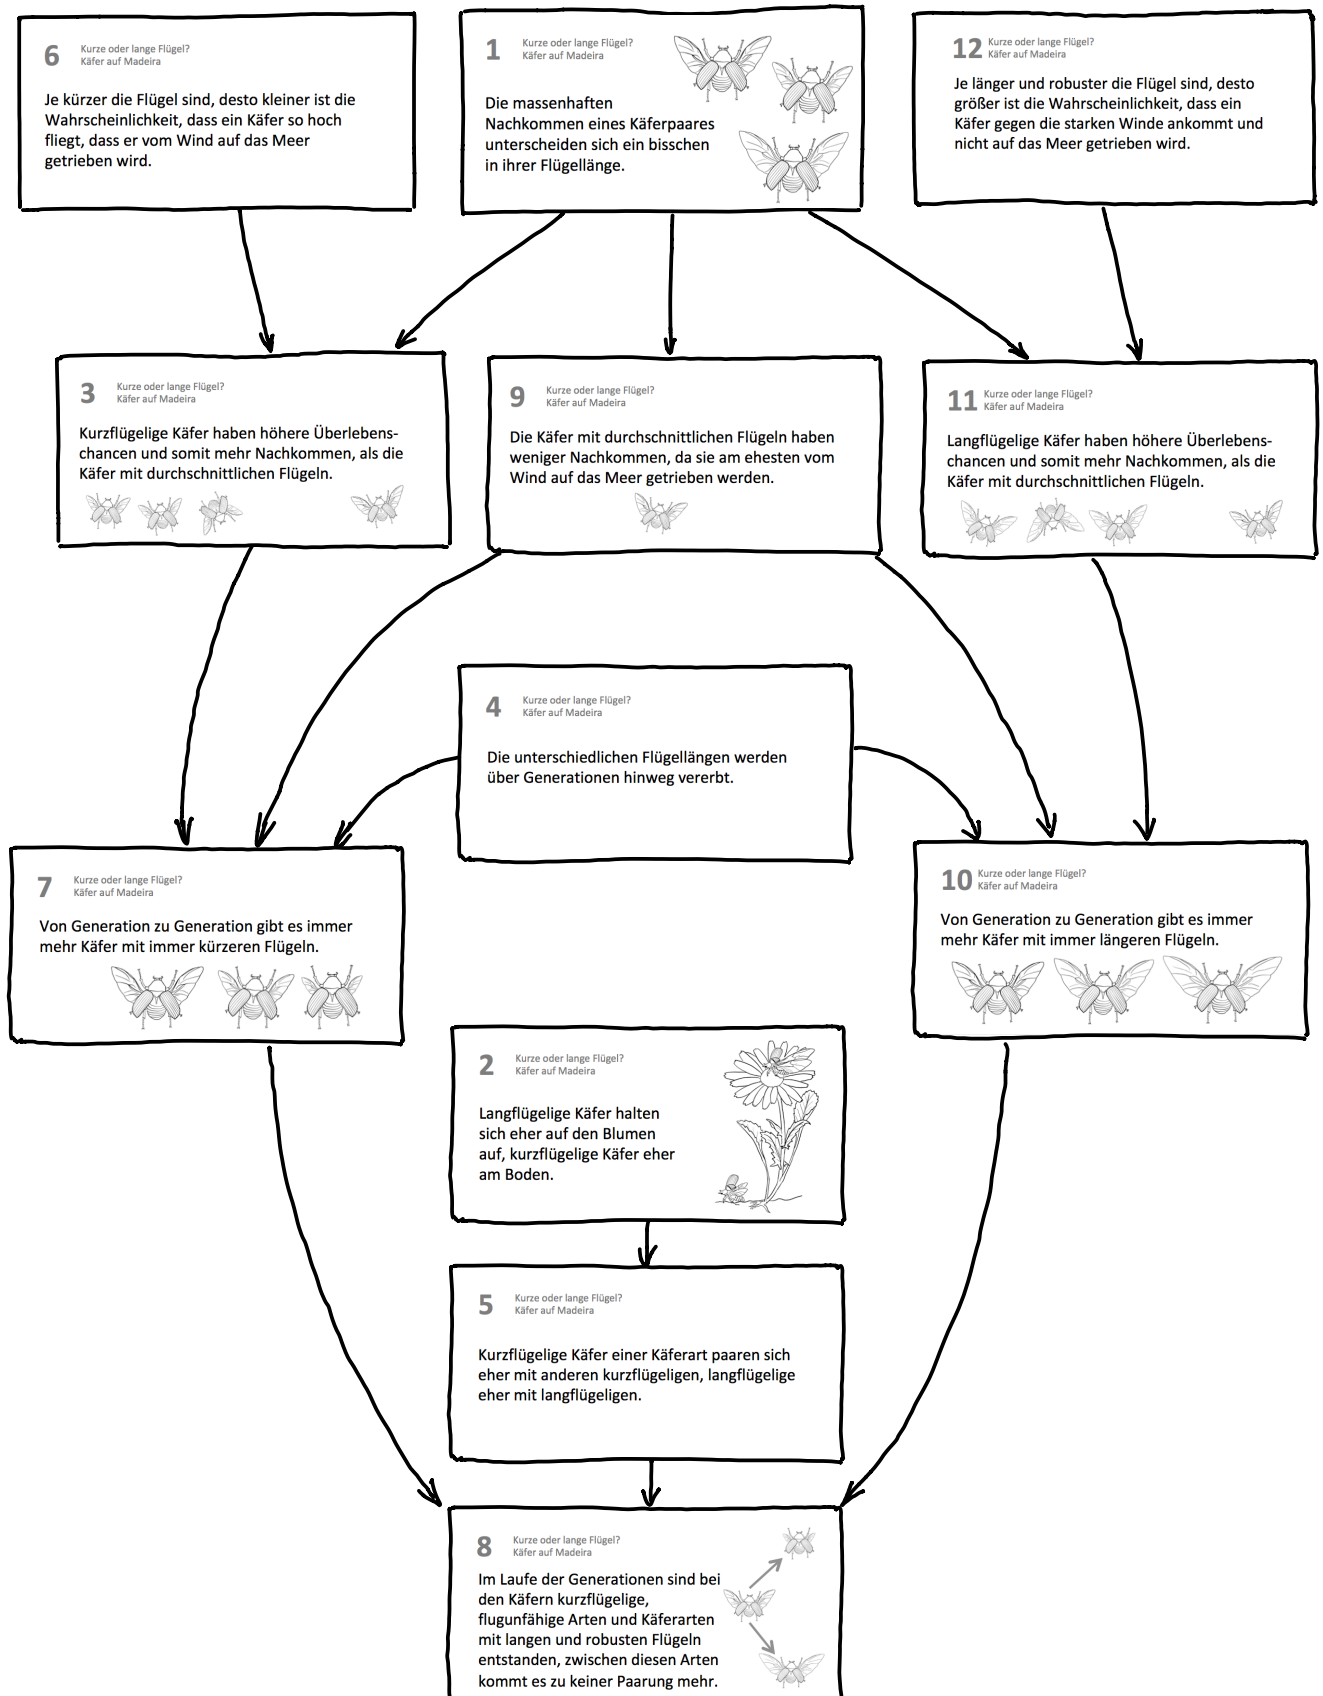 6
Kurze oder lange Flügel?
Käfer auf Madeira
Je kürzer die Flügel sind, desto kleiner ist die
Wahrscheinlichkeit, dass ein Käfer so hoch
fliegt, dass er vom Wind auf das Meer
getrieben wird.
1
Kurze oder lange Flügel?
Käfer auf Madeira
Die massenhaften
Nachkommen eines Käferpaares
unterscheiden sich ein bisschen
in ihrer Flügellänge.
12
Kurze oder lange Flügel?
Käfer auf Madeira
Je länger und robuster die Flügel sind, desto
größer ist die Wahrscheinlichkeit, dass ein
Käfer gegen die starken Winde ankommt und
nicht auf das Meer getrieben wird.
3
Kurze oder lange Flügel?
Käfer auf Madeira
Kurzflügelige Käfer haben höhere Überlebens-
chancen und somit mehr Nachkommen, als die
Käfer mit durchschnittlichen Flügeln.
9
Kurze oder lange Flügel?
Käfer auf Madeira
Die Käfer mit durchschnittlichen Flügeln haben
weniger Nachkommen, da sie am ehesten vom
Wind auf das Meer getrieben werden.
11
Kurze oder lange Flügel?
Käfer auf Madeira
Langflügelige Käfer haben höhere Überlebens-
chancen und somit mehr Nachkommen, als die
Käfer mit durchschnittlichen Flügeln.
4
Kurze oder lange Flügel?
Käfer auf Madeira
Die unterschiedlichen Flügellängen werden
über Generationen hinweg vererbt.
7
Kurze oder lange Flügel?
Käfer auf Madeira
Von Generation zu Generation gibt es immer
mehr Käfer mit immer kürzeren Flügeln.
10
Kurze oder lange Flügel?
Käfer auf Madeira
Von Generation zu Generation gibt es immer
mehr Käfer mit immer längeren Flügeln.
2
Kurze oder lange Flügel?
Käfer auf Madeira
Langflügelige Käfer halten
sich eher auf den Blumen
auf, kurzflügelige Käfer eher
am Boden.
5
Kurze oder lange Flügel?
Käfer auf Madeira
Kurzflügelige Käfer einer Käferart paaren sich
eher mit anderen kurzflügeligen, langflügelige
eher mit langflügeligen.
8
Kurze oder lange Flügel?
Käfer auf Madeira
Im Laufe der Generationen sind bei
den Käfern kurzflügelige,
flugunfähige Arten und Käferarten
mit langen und robusten Flügeln
entstanden, zwischen diesen Arten
kommt es zu keiner Paarung mehr.